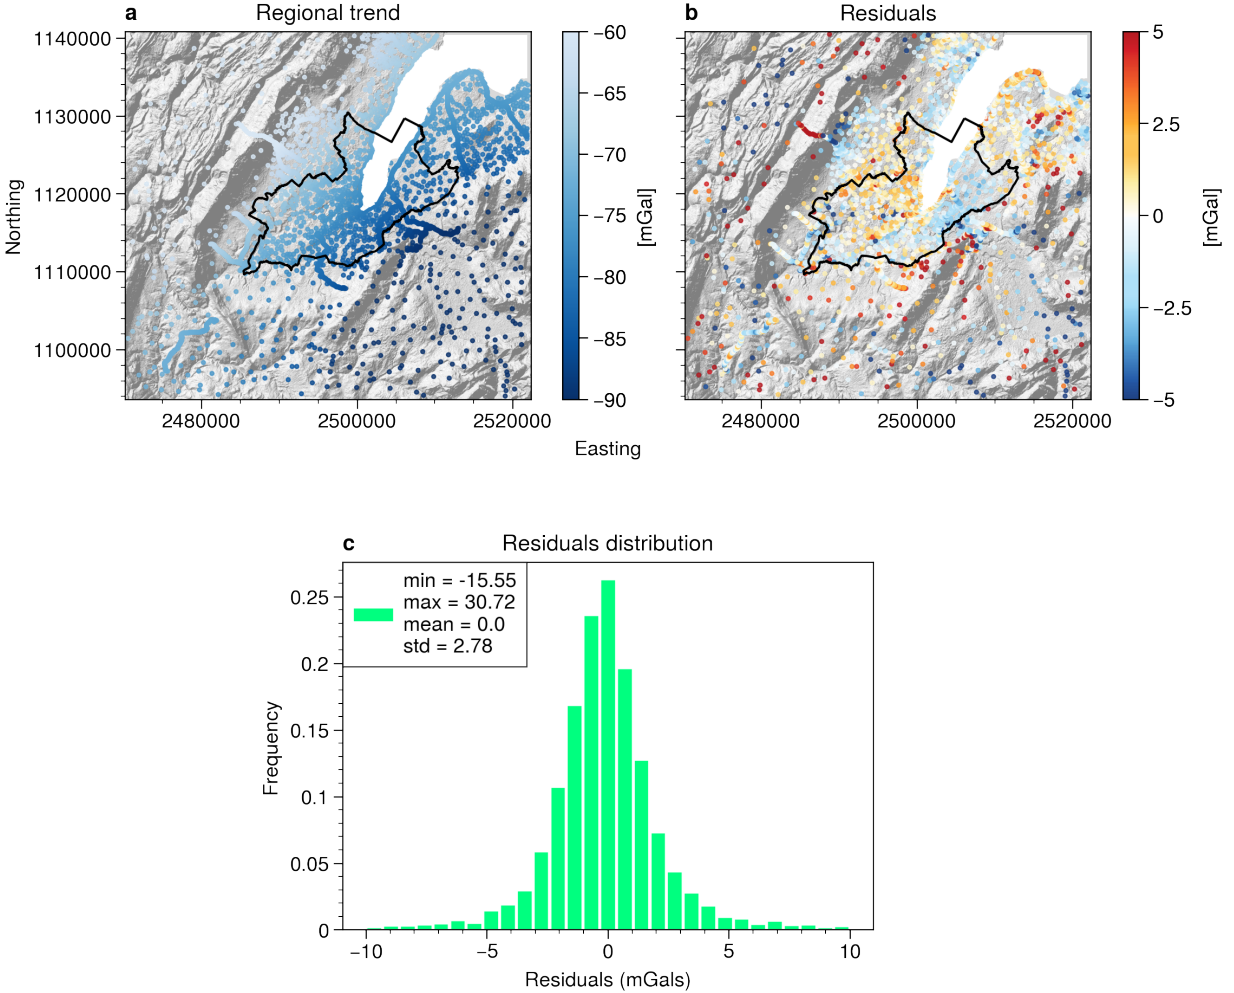 a Regional trend
1140000
1130000
1120000
1110000
1100000
Northing
2480000 2500000 2520000
−60
−65
−70
−75
−80
−85
−90
[mGal]
b Residuals
2480000 2500000 2520000
5
2.5
0
−2.5
−5
[mGal]
Easting
c Residuals distribution
min = -15.55
max = 30.72
mean = 0.0
std = 2.78
0.25
0.2
0.15
0.1
0.05
0
Frequency
−10 −5 0 5 10
Residuals (mGals)